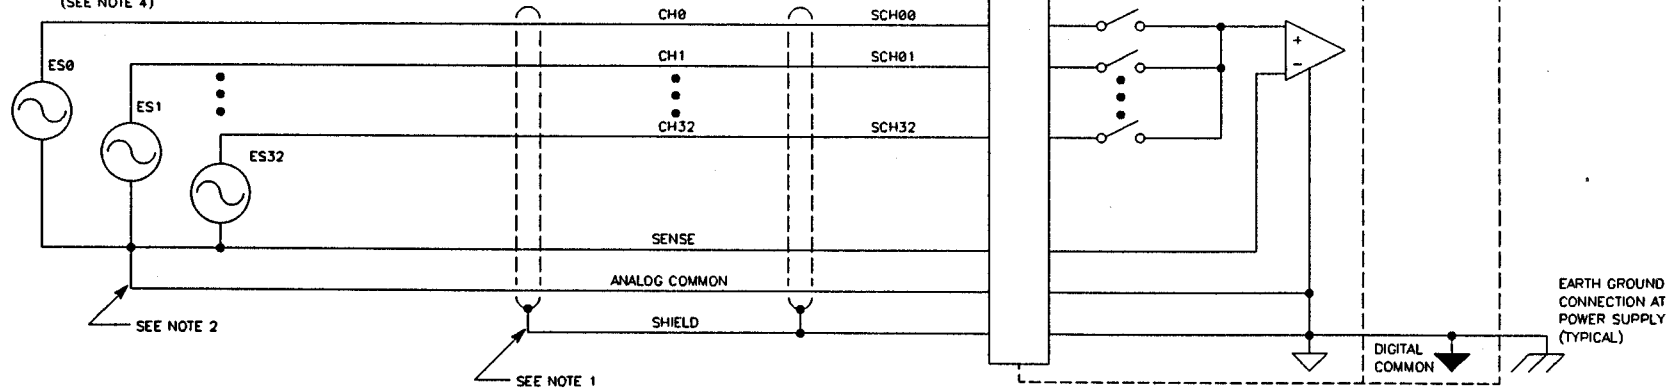 (SEE NOTE 4)
CH0
SCH00
ES0
CH1
SCH01
+
−
ES1
CH32
SCH32
ES32
SENSE
ANALOG COMMON
SEE NOTE 2
SHIELD
EARTH GROUND
CONNECTION AT
POWER SUPPLY
(TYPICAL)
DIGITAL
COMMON
SEE NOTE 1